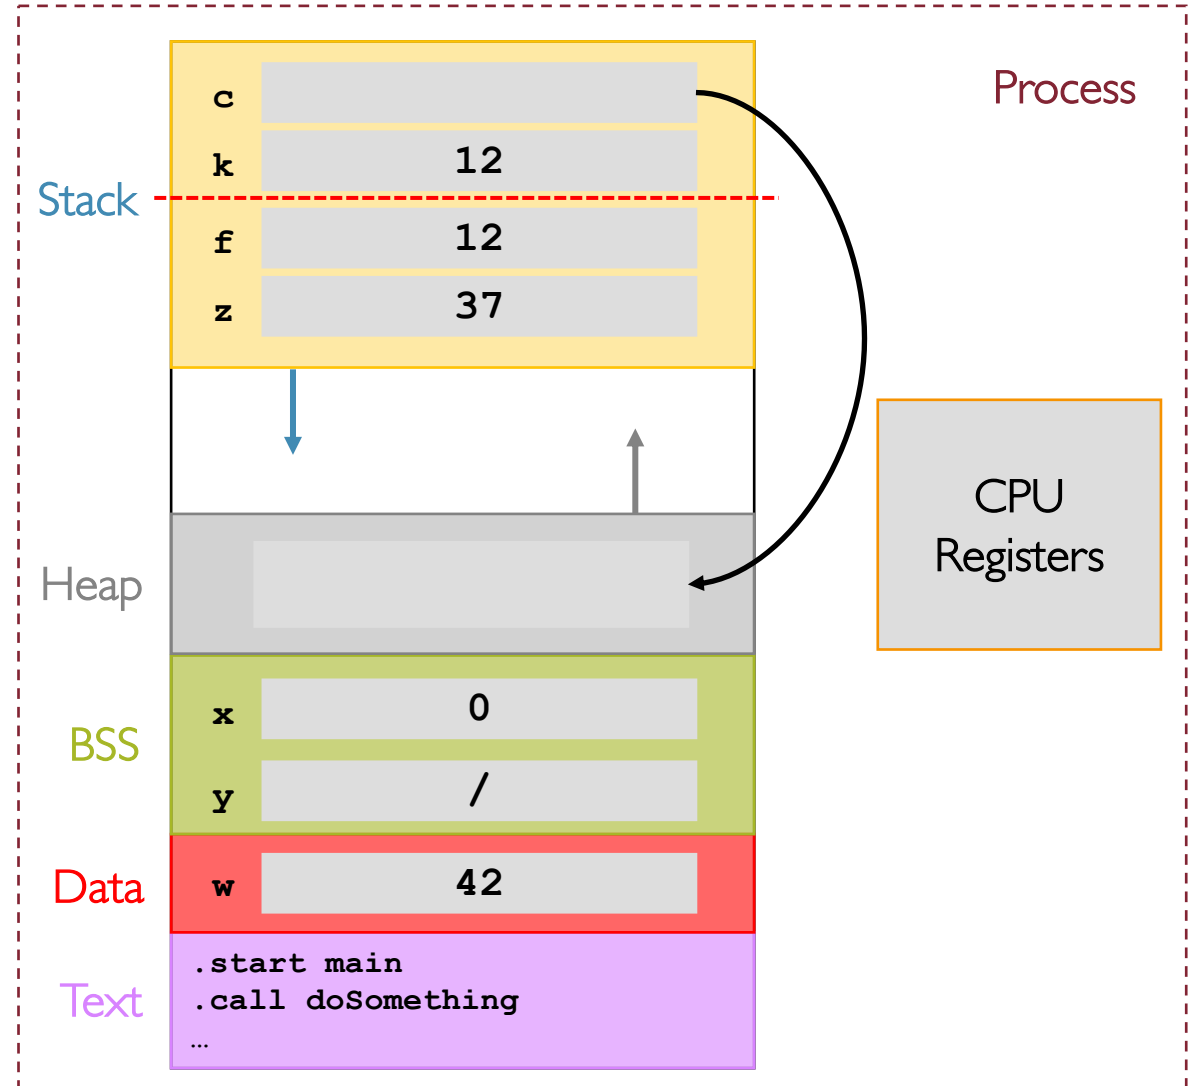 Process
c
k 12
Stack
f 12
z 37
CPU
Registers
Heap
x 0
BSS
y /
Data w 42
.start main
.call doSomething
Text
…